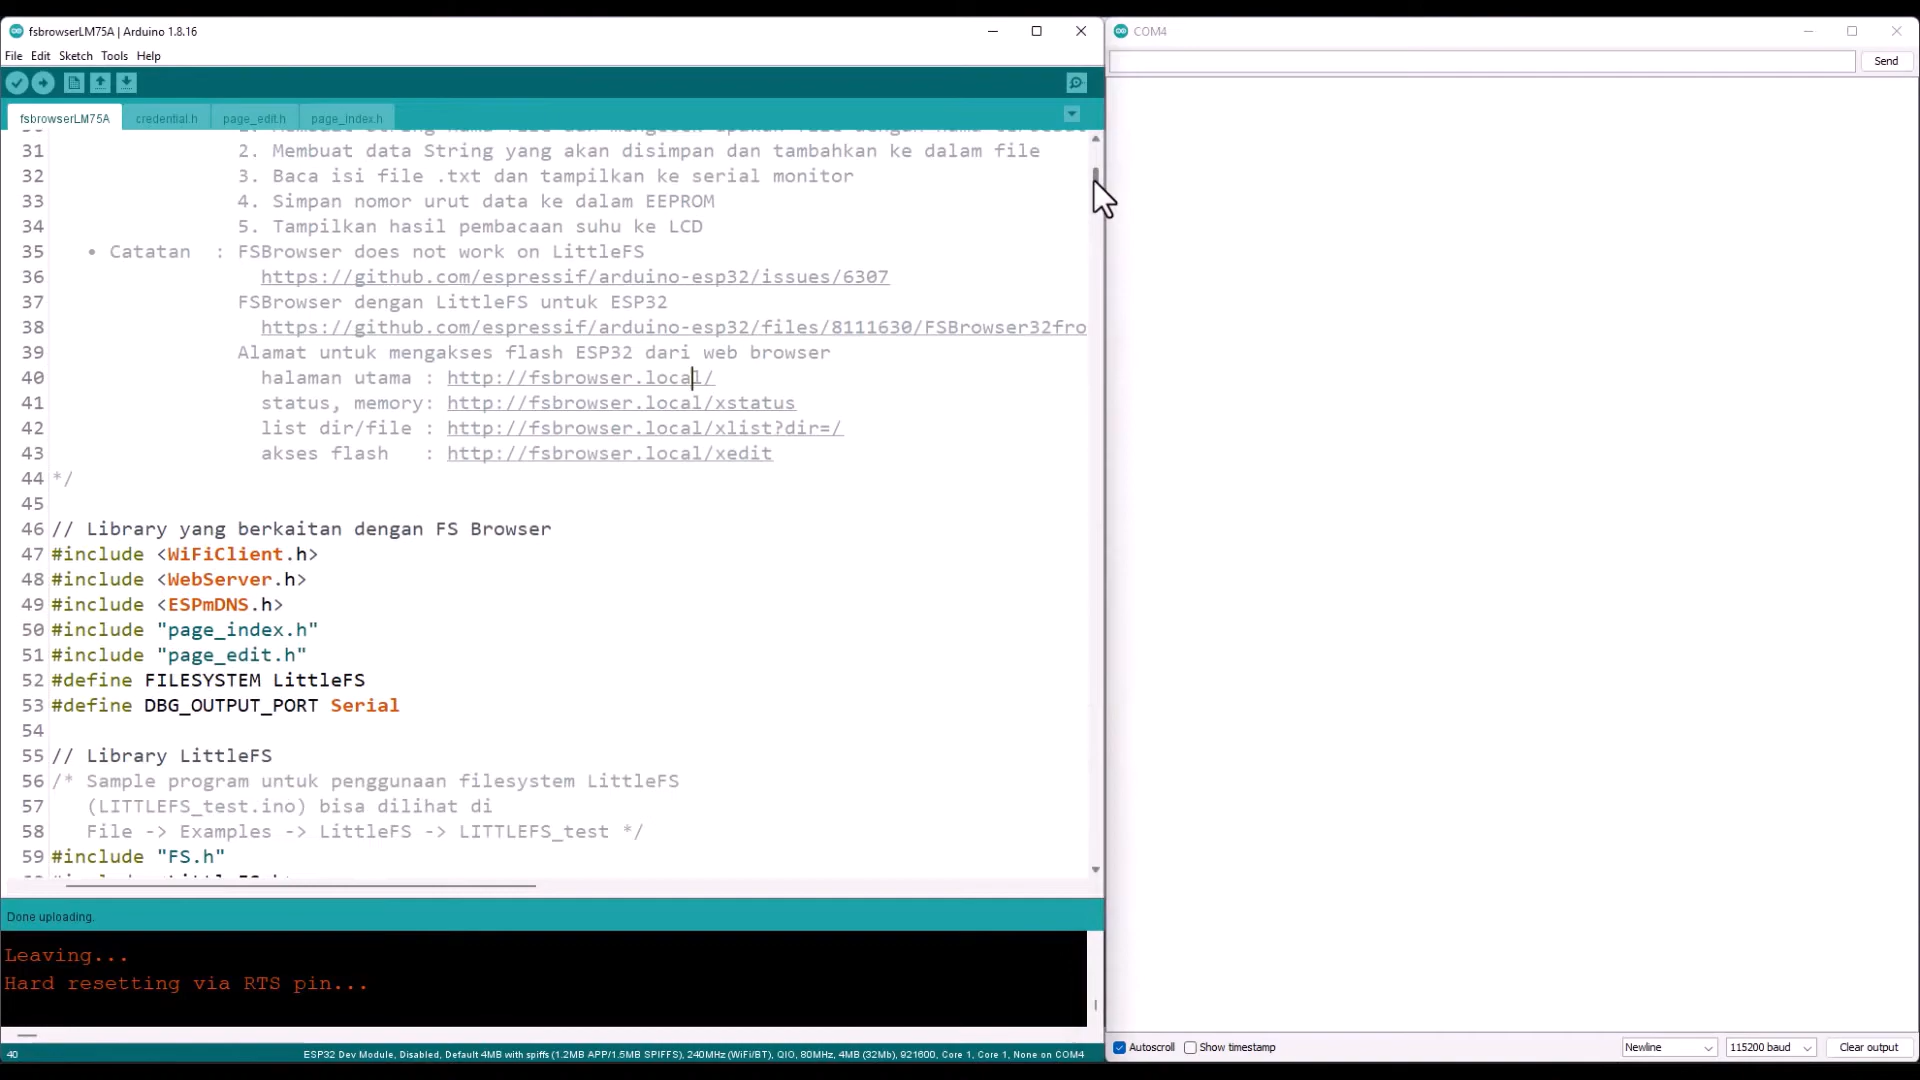 fsbrowserLM75A | Arduino 1.8.16
File Edit Sketch Tools Help
fsbrowserLM75A credential.h page_edit.h page_index.h
31 2. Membuat data String yang akan disimpan dan tambahkan ke dalam file
32 3. Baca isi file .txt dan tampilkan ke serial monitor
33 4. Simpan nomor urut data ke dalam EEPROM
34 5. Tampilkan hasil pembacaan suhu ke LCD
35 • Catatan : FSBrowser does not work on LittleFS
36 https://github.com/espressif/arduino-esp32/issues/6307
37 FSBrowser dengan LittleFS untuk ESP32
38 https://github.com/espressif/arduino-esp32/files/8111630/FSBrowser32fro
39 Alamat untuk mengakses flash ESP32 dari web browser
40 halaman utama : http://fsbrowser.local/
41 status, memory: http://fsbrowser.local/xstatus
42 list dir/file : http://fsbrowser.local/xlist?dir=/
43 akses flash : http://fsbrowser.local/xedit
44 */
45
46 // Library yang berkaitan dengan FS Browser
47 #include <WiFiClient.h>
48 #include <WebServer.h>
49 #include <ESPmDNS.h>
50 #include "page_index.h"
51 #include "page_edit.h"
52 #define FILESYSTEM LittleFS
53 #define DBG_OUTPUT_PORT Serial
54
55 // Library LittleFS
56 /* Sample program untuk penggunaan filesystem LittleFS
57 (LITTLEFS_test.ino) bisa dilihat di
58 File -> Examples -> LittleFS -> LITTLEFS_test */
59 #include "FS.h"
Done uploading.
Leaving...
Hard resetting via RTS pin...
40 ESP32 Dev Module, Disabled, Default 4MB with spiffs (1.2MB APP/1.5MB SPIFFS), 240MHz (WiFi/BT), QIO, 80MHz, 4MB (32Mb), 921600, Core 1, Core 1, None on COM4
COM4
Send
Autoscroll Show timestamp Newline 115200 baud Clear output